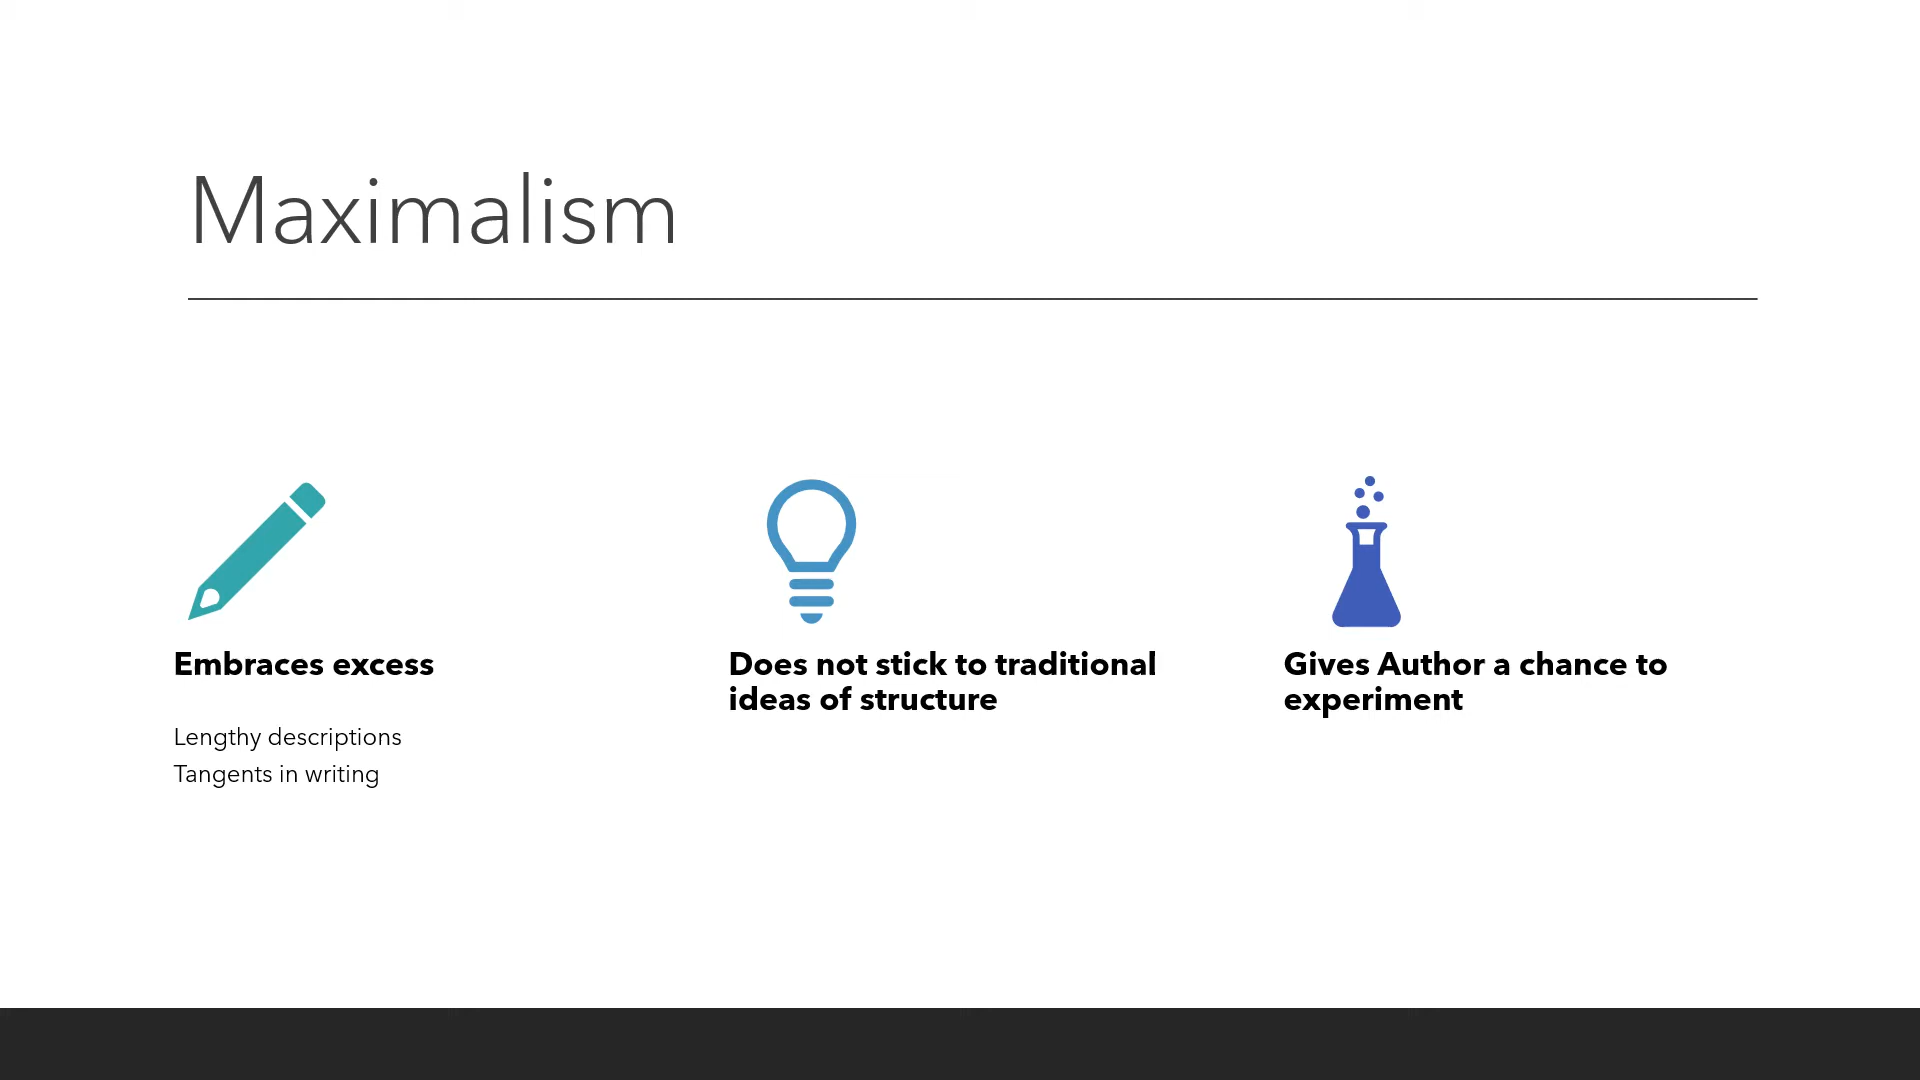 Maximalism
Embraces excess
Lengthy descriptions
Tangents in writing
Does not stick to traditional
ideas of structure
Gives Author a chance to
experiment